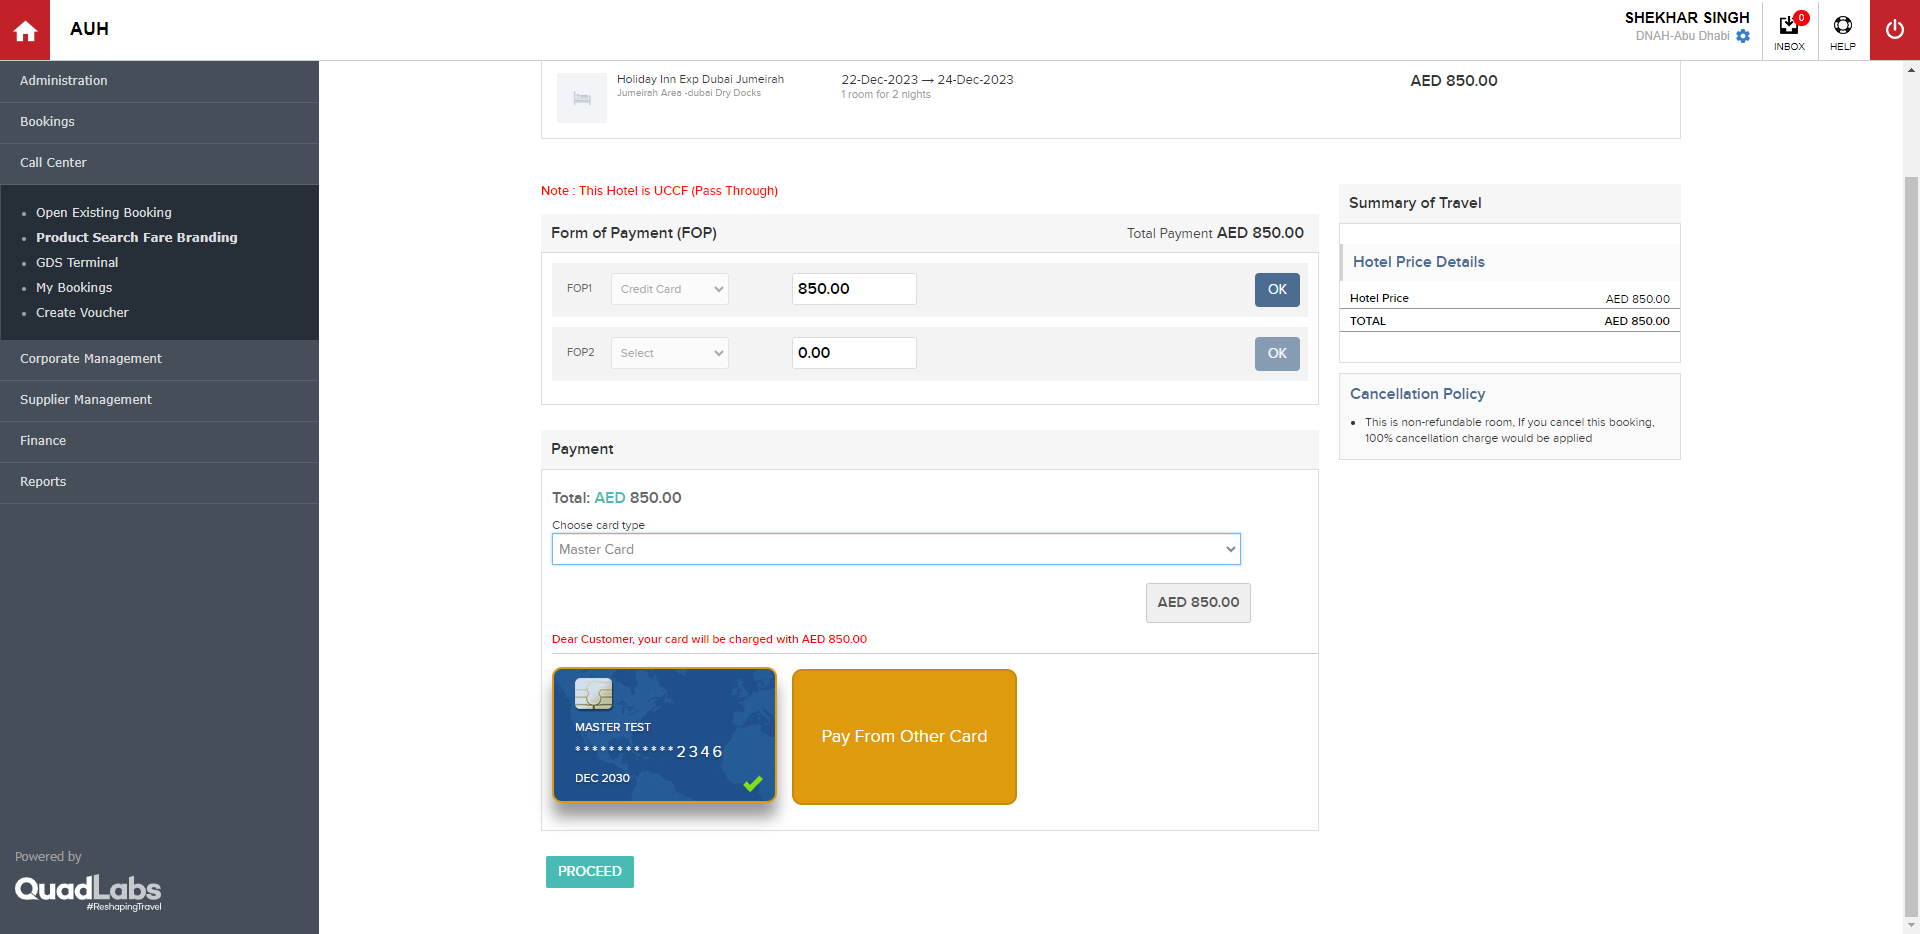 AUH
SHEKHAR SINGH
DNAH-Abu Dhabi
0
INBOX
HELP
Administration
Bookings
Call Center
Open Existing Booking
Product Search Fare Branding
GDS Terminal
My Bookings
Create Voucher
Corporate Management
Supplier Management
Finance
Reports
Powered by
QuadLabs
#ReshapingTravel
Holiday Inn Exp Dubai Jumeirah
Jumeirah Area -dubai Dry Docks
22-Dec-2023 → 24-Dec-2023
1 room for 2 nights
AED 850.00
Note : This Hotel is UCCF (Pass Through)
Form of Payment (FOP)
Total Payment AED 850.00
FOP1 Credit Card 850.00 OK
FOP2 Select 0.00 OK
Payment
Total: AED 850.00
Choose card type
Master Card
AED 850.00
Dear Customer, your card will be charged with AED 850.00
MASTER TEST
************2346
DEC 2030
Pay From Other Card
PROCEED
Summary of Travel
Hotel Price Details
Hotel Price AED 850.00
TOTAL AED 850.00
Cancellation Policy
This is non-refundable room, If you cancel this booking,
100% cancellation charge would be applied